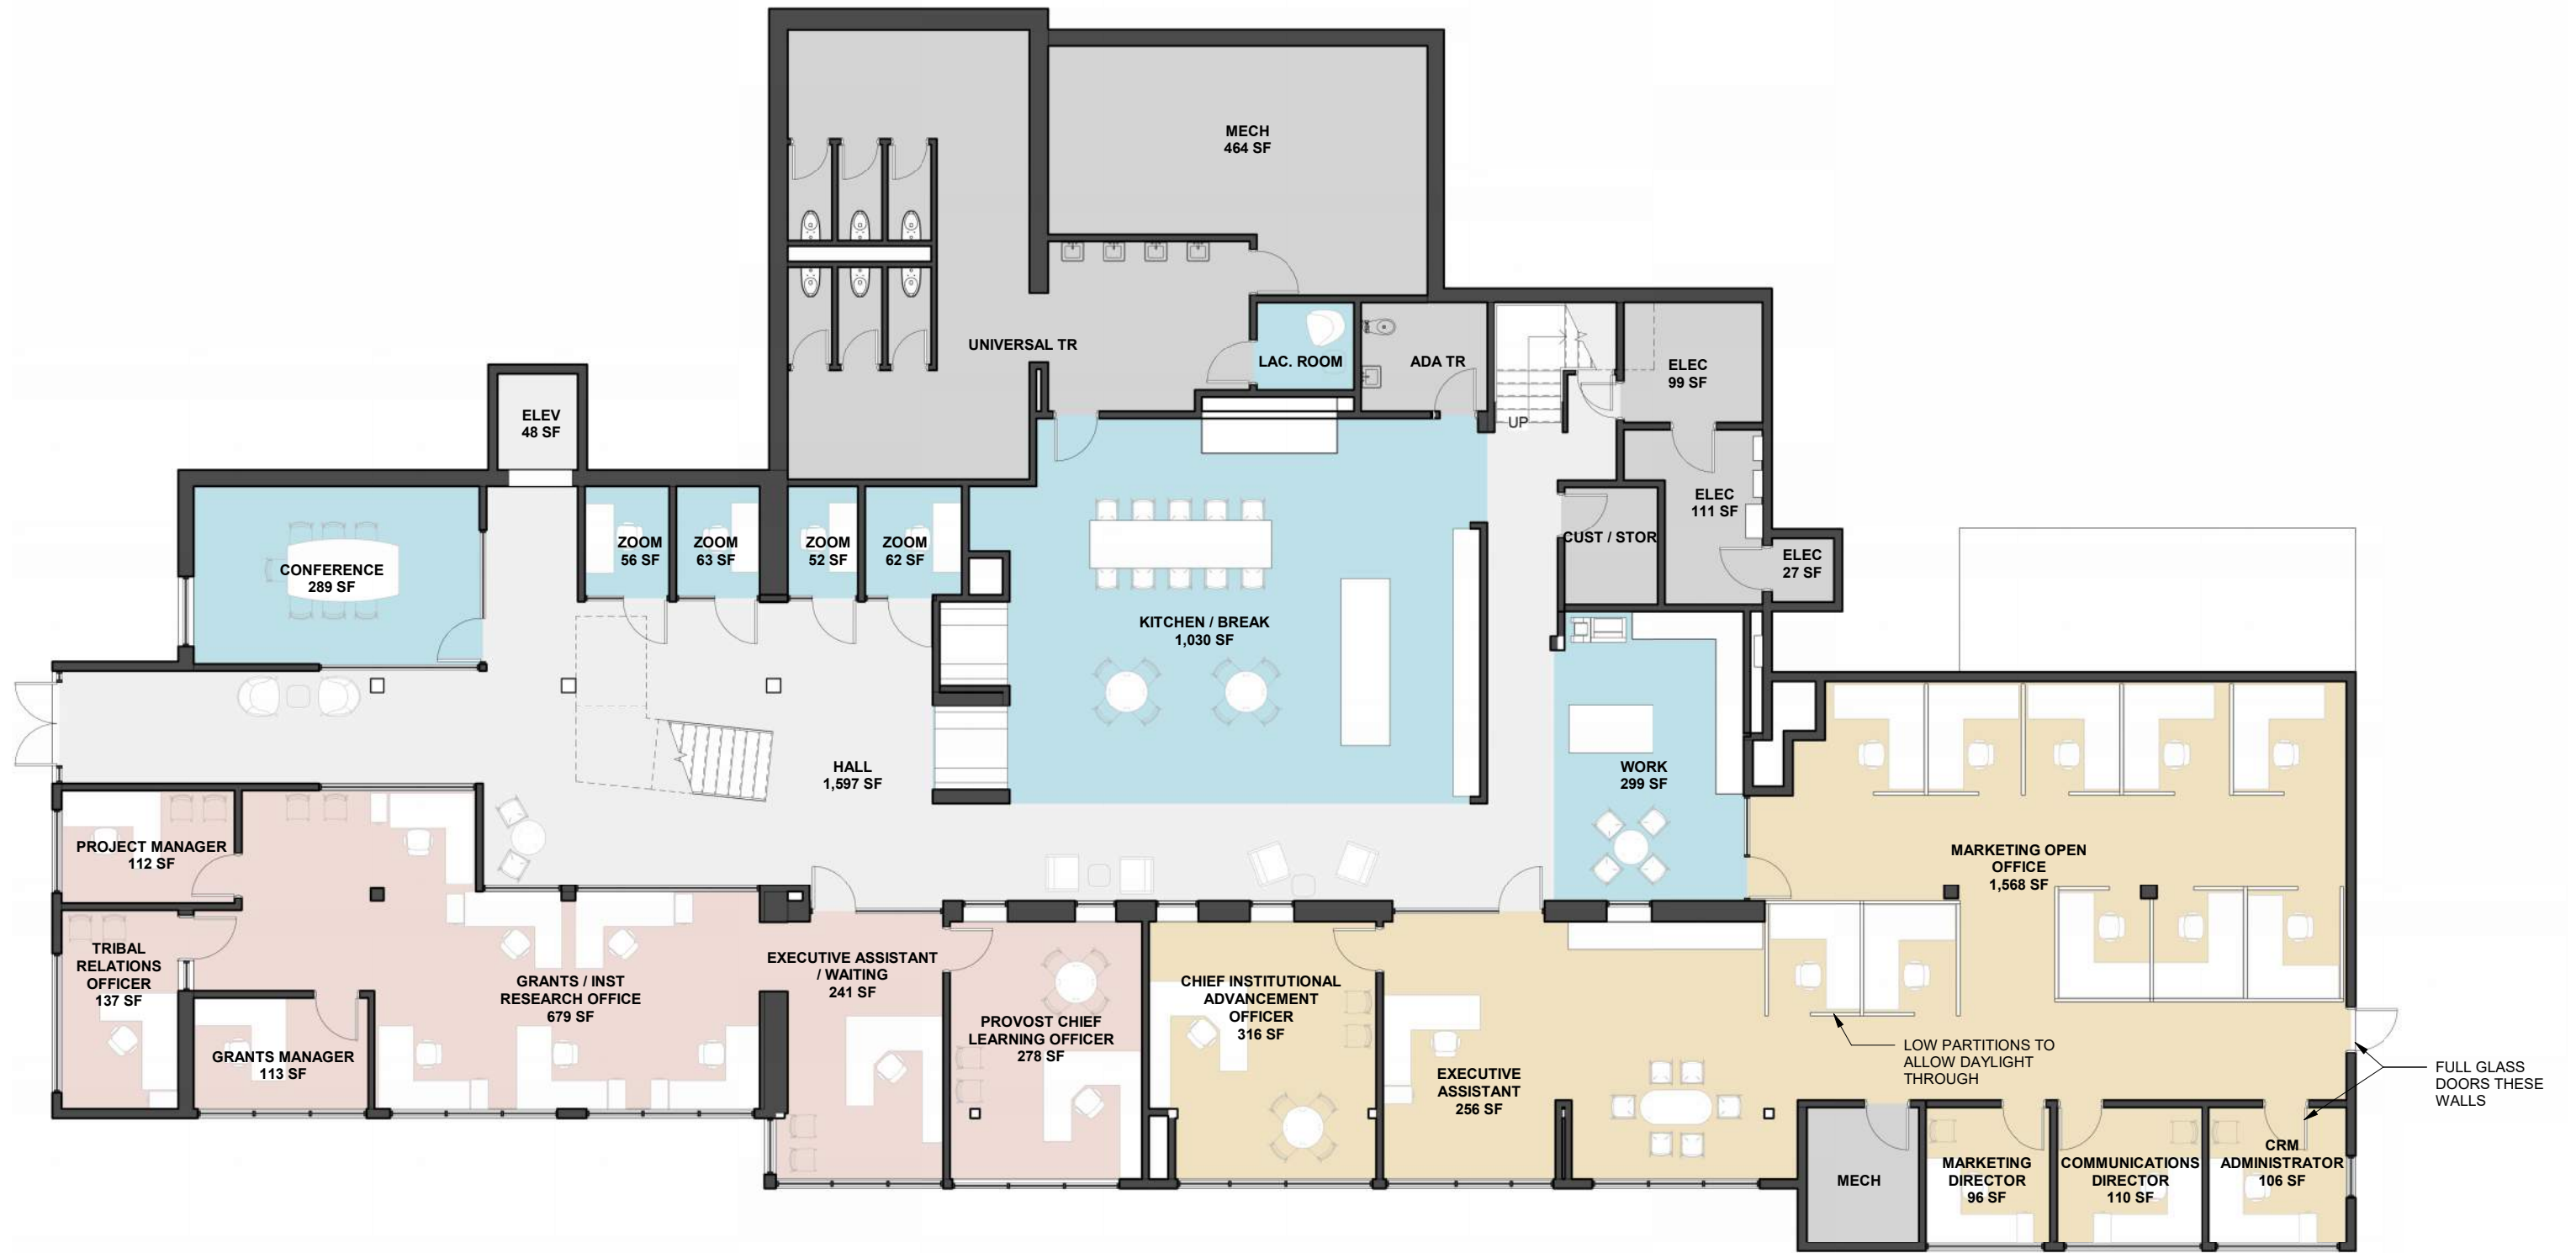 MECH
464 SF
UNIVERSAL TR
LAC. ROOM
ADA TR
UP
ELEC
99 SF
ELEV
48 SF
ELEC
111 SF
CUST / STOR
ELEC
27 SF
CONFERENCE
289 SF
ZOOM
56 SF
ZOOM
63 SF
ZOOM
52 SF
ZOOM
62 SF
KITCHEN / BREAK
1,030 SF
HALL
1,597 SF
WORK
299 SF
PROJECT MANAGER
112 SF
MARKETING OPEN
OFFICE
1,568 SF
TRIBAL
RELATIONS
OFFICER
137 SF
GRANTS / INST
RESEARCH OFFICE
679 SF
GRANTS MANAGER
113 SF
EXECUTIVE ASSISTANT
/ WAITING
241 SF
PROVOST CHIEF
LEARNING OFFICER
278 SF
CHIEF INSTITUTIONAL
ADVANCEMENT
OFFICER
316 SF
EXECUTIVE
ASSISTANT
256 SF
LOW PARTITIONS TO
ALLOW DAYLIGHT
THROUGH
FULL GLASS
DOORS THESE
WALLS
MECH
MARKETING
DIRECTOR
96 SF
COMMUNICATIONS
DIRECTOR
110 SF
CRM
ADMINISTRATOR
106 SF